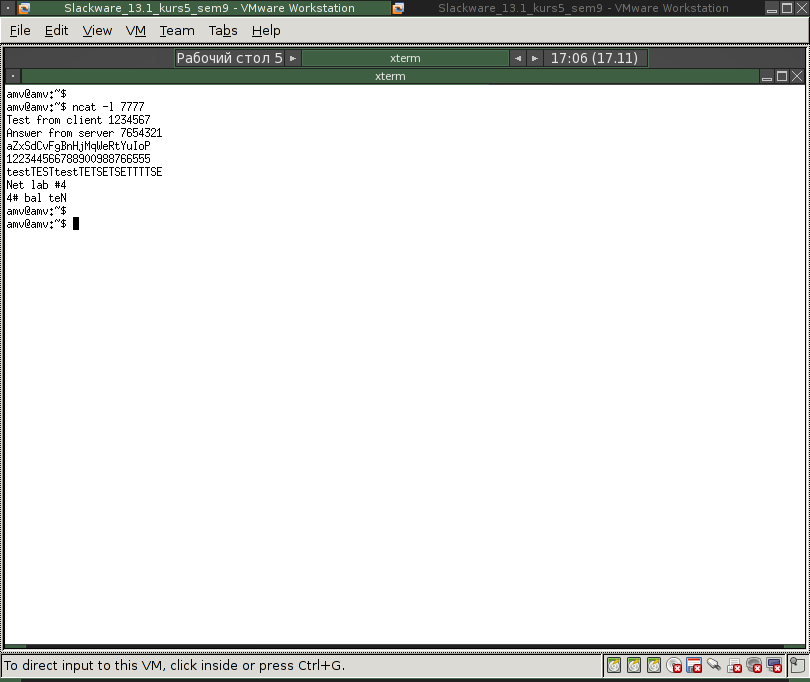 Slackware_13.1_kurs5_sem9 - VMware Workstation
Slackware_13.1_kurs5_sem9 - VMware Workstation
File Edit View VM Team Tabs Help
Рабочий стол 5 xterm 17:06 (17.11)
xterm
amv@amv:~$
amv@amv:~$ ncat -l 7777
Test from client 1234567
Answer from server 7654321
aZxSdCvFgBnHjMqWeRtYuIoP
122344566788900988766555
testTESTtestTETSETSETTTTSE
Net lab #4
4# bal teN
amv@amv:~$
amv@amv:~$
To direct input to this VM, click inside or press Ctrl+G.